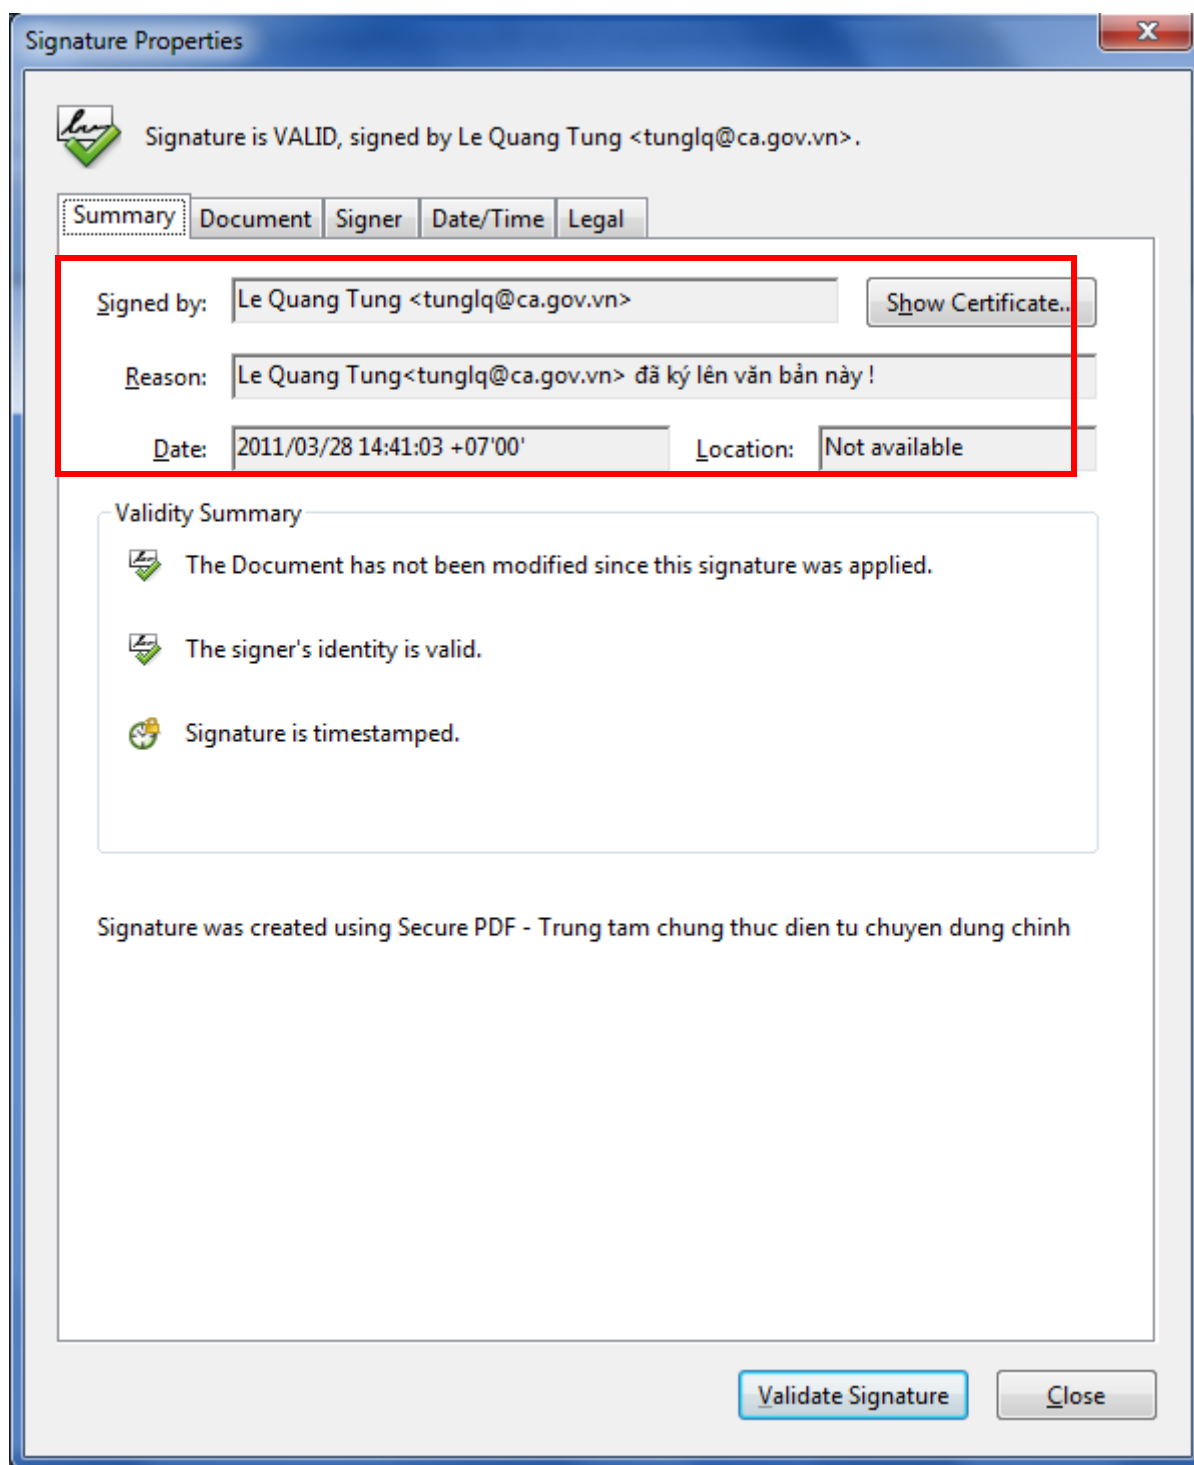 Signature Properties
Signature is VALID, signed by Le Quang Tung <tunglq@ca.gov.vn>.
Summary Document Signer Date/Time Legal
Signed by: Le Quang Tung <tunglq@ca.gov.vn> Show Certificate..
Reason: Le Quang Tung<tunglq@ca.gov.vn> đã ký lên văn bản này !
Date: 2011/03/28 14:41:03 +07'00' Location: Not available
Validity Summary
The Document has not been modified since this signature was applied.
The signer's identity is valid.
Signature is timestamped.
Signature was created using Secure PDF - Trung tam chung thuc dien tu chuyen dung chinh
Validate Signature Close